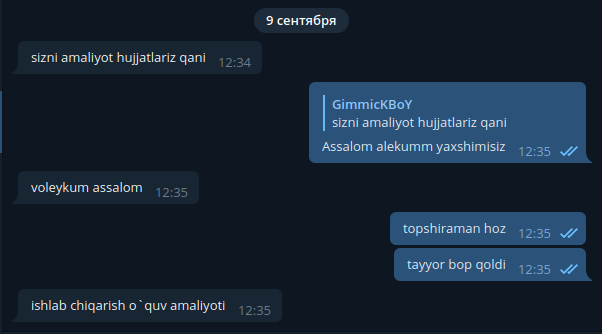 9 сентября
sizni amaliyot hujjatlariz qani 12:34
GimmicKBoY
sizni amaliyot hujjatlariz qani
Assalom alekumm yaxshimisiz 12:35
voleykum assalom 12:35
topshiraman hoz 12:35
tayyor bop qoldi 12:35
ishlab chiqarish o`quv amaliyoti 12:35